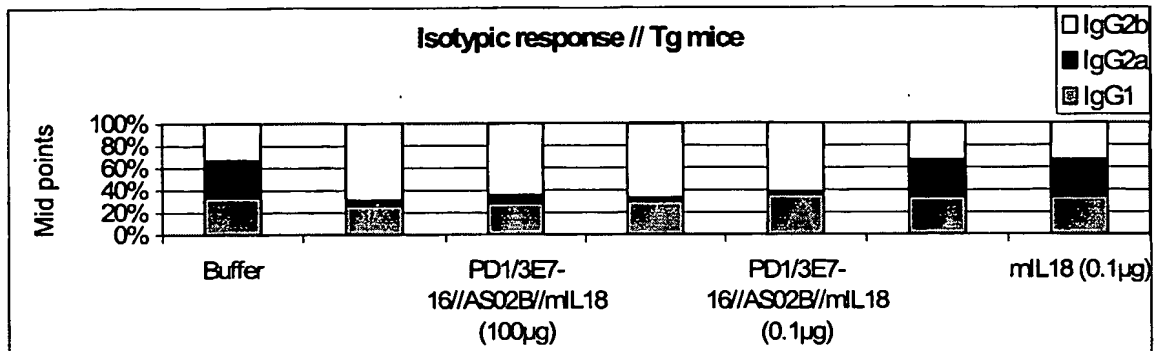 Isotypic response // Tg mice
IgG2b
IgG2a
IgG1
Mid points
100%
80%
60%
40%
20%
0%
Buffer
PD1/3E7-
16//AS02B//mIL18
(100µg)
PD1/3E7-
16//AS02B//mIL18
(0.1µg)
mIL18 (0.1µg)